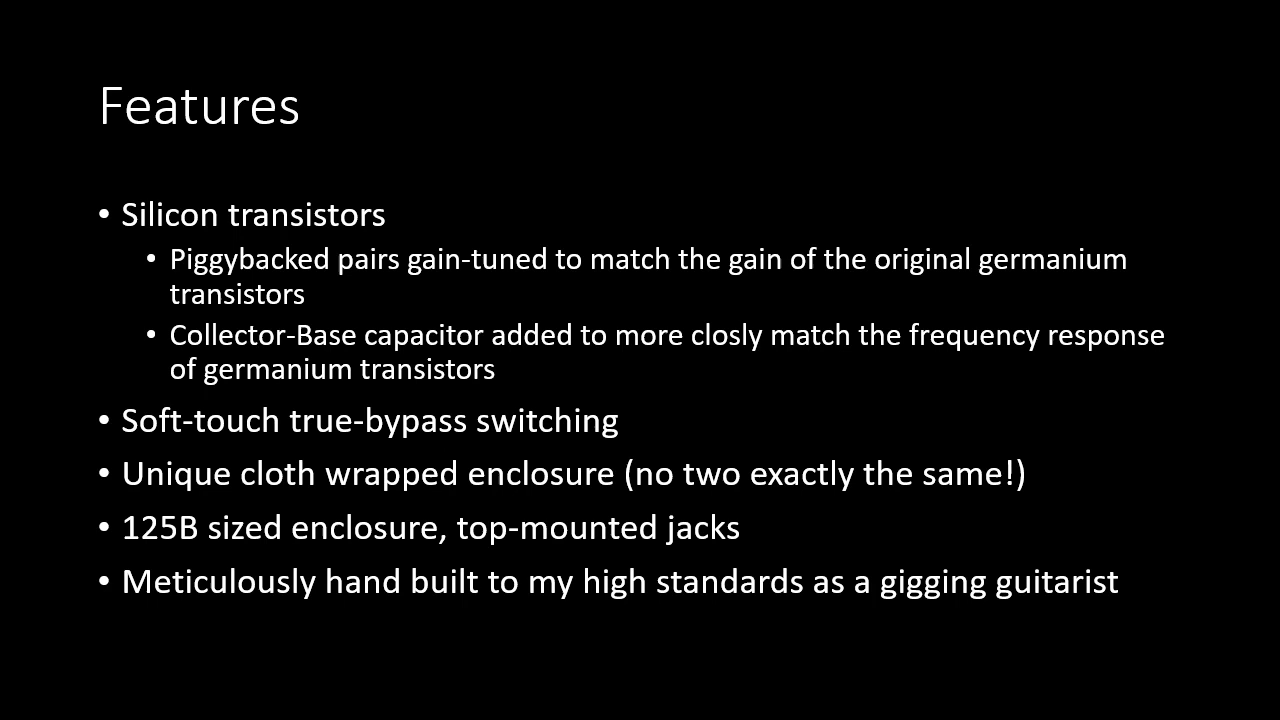 Features
• Silicon transistors
• Piggybacked pairs gain-tuned to match the gain of the original germanium
transistors
• Collector-Base capacitor added to more closly match the frequency response
of germanium transistors
• Soft-touch true-bypass switching
• Unique cloth wrapped enclosure (no two exactly the same!)
• 125B sized enclosure, top-mounted jacks
• Meticulously hand built to my high standards as a gigging guitarist